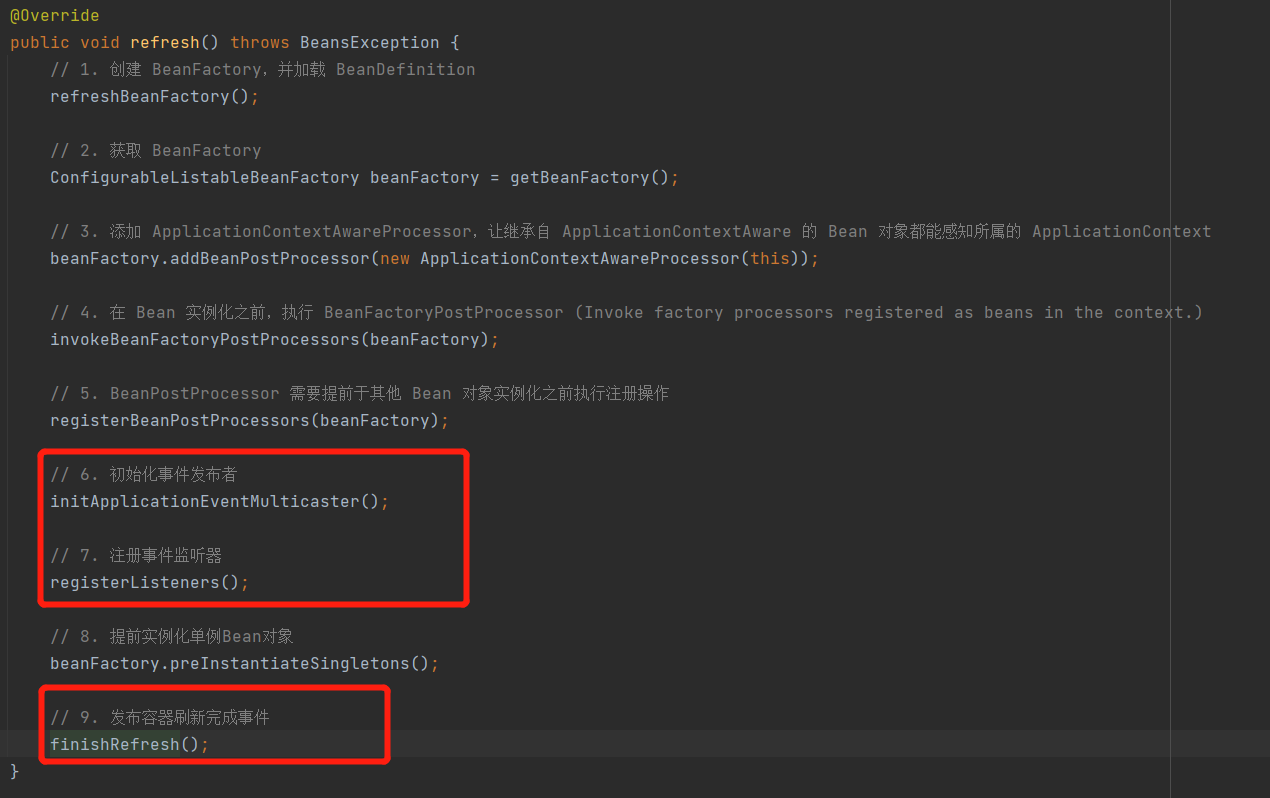 @Override
public void refresh() throws BeansException {
// 1. 创建 BeanFactory，并加载 BeanDefinition
refreshBeanFactory();
// 2. 获取 BeanFactory
ConfigurableListableBeanFactory beanFactory = getBeanFactory();
// 3. 添加 ApplicationContextAwareProcessor，让继承自 ApplicationContextAware 的 Bean 对象都能感知所属的 ApplicationContext
beanFactory.addBeanPostProcessor(new ApplicationContextAwareProcessor(this));
// 4. 在 Bean 实例化之前，执行 BeanFactoryPostProcessor (Invoke factory processors registered as beans in the context.)
invokeBeanFactoryPostProcessors(beanFactory);
// 5. BeanPostProcessor 需要提前于其他 Bean 对象实例化之前执行注册操作
registerBeanPostProcessors(beanFactory);
// 6. 初始化事件发布者
initApplicationEventMulticaster();
// 7. 注册事件监听器
registerListeners();
// 8. 提前实例化单例Bean对象
beanFactory.preInstantiateSingletons();
// 9. 发布容器刷新完成事件
finishRefresh();
}